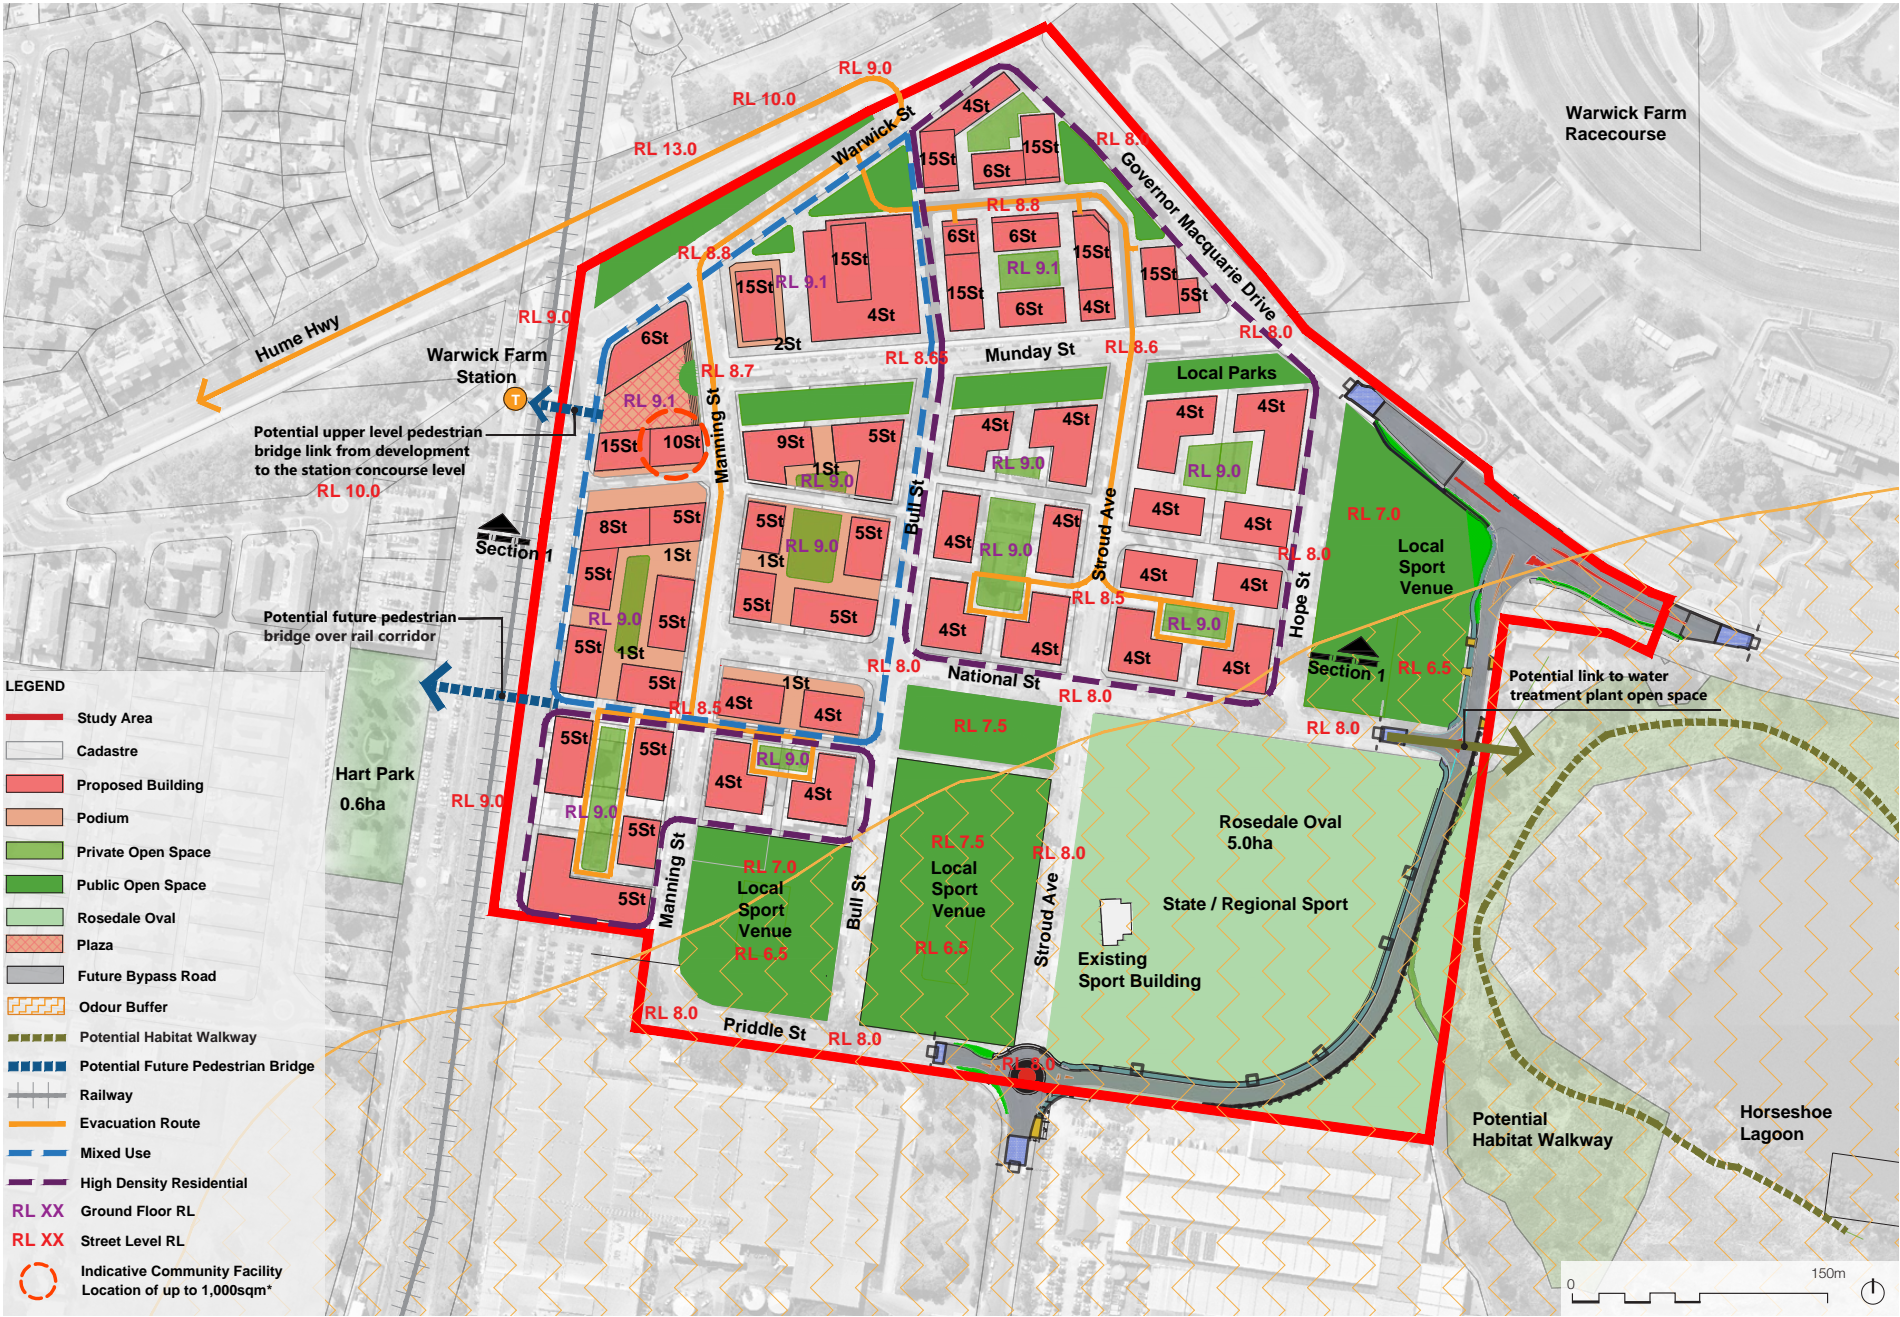 RL 9.0
RL 10.0
RL 13.0
Warwick St
4St
15St
15St
6St
RL 8.0
Governor Macquarie Drive
Warwick Farm
Racecourse
RL 8.8
6St
6St
15St
RL 9.1
15St
6St
4St
15St
5St
RL 8.8
15St
RL 9.1
15St
4St
2St
RL 9.0
Hume Hwy
6St
RL 8.65
Munday St
RL 8.6
RL 8.0
Warwick Farm
Station
T
RL 8.7
RL 9.1
Manning St
Local Parks
Potential upper level pedestrian
bridge link from development
to the station concourse level
RL 10.0
15St
10St
9St
5St
1St
RL 9.0
4St
4St
RL 9.0
4St
4St
RL 9.0
Section 1
8St
5St
1St
5St
RL 9.0
5St
1St
5St
5St
Bull St
5St
RL 9.0
5St
1St
5St
5St
4St
4St
RL 9.0
Stroud Ave
4St
4St
RL 8.0
RL 7.0
Local
Sport
Venue
4St
4St
RL 8.5
RL 9.0
Hope St
4St
4St
4St
4St
Section 1
RL 6.5
Potential future pedestrian
bridge over rail corridor
RL 8.0
National St
RL 8.0
RL 8.0
Potential link to water
treatment plant open space
1St
4St
4St
RL 8.5
RL 7.5
5St
5St
RL 9.0
5St
5St
RL 9.0
4St
4St
Hart Park
0.6ha
RL 9.0
Manning St
RL 7.0
Local
Sport
Venue
RL 6.5
Bull St
RL 7.5
Local
Sport
Venue
RL 6.5
RL 8.0
Stroud Ave
Rosedale Oval
5.0ha
State / Regional Sport
Existing
Sport Building
RL 8.0
Priddle St
RL 8.0
RL 8.0
Potential
Habitat Walkway
Horseshoe
Lagoon
LEGEND
Study Area
Cadastre
Proposed Building
Podium
Private Open Space
Public Open Space
Rosedale Oval
Plaza
Future Bypass Road
Odour Buffer
Potential Habitat Walkway
Potential Future Pedestrian Bridge
Railway
Evacuation Route
Mixed Use
High Density Residential
RL XX Ground Floor RL
RL XX Street Level RL
Indicative Community Facility
Location of up to 1,000sqm*
0 150m